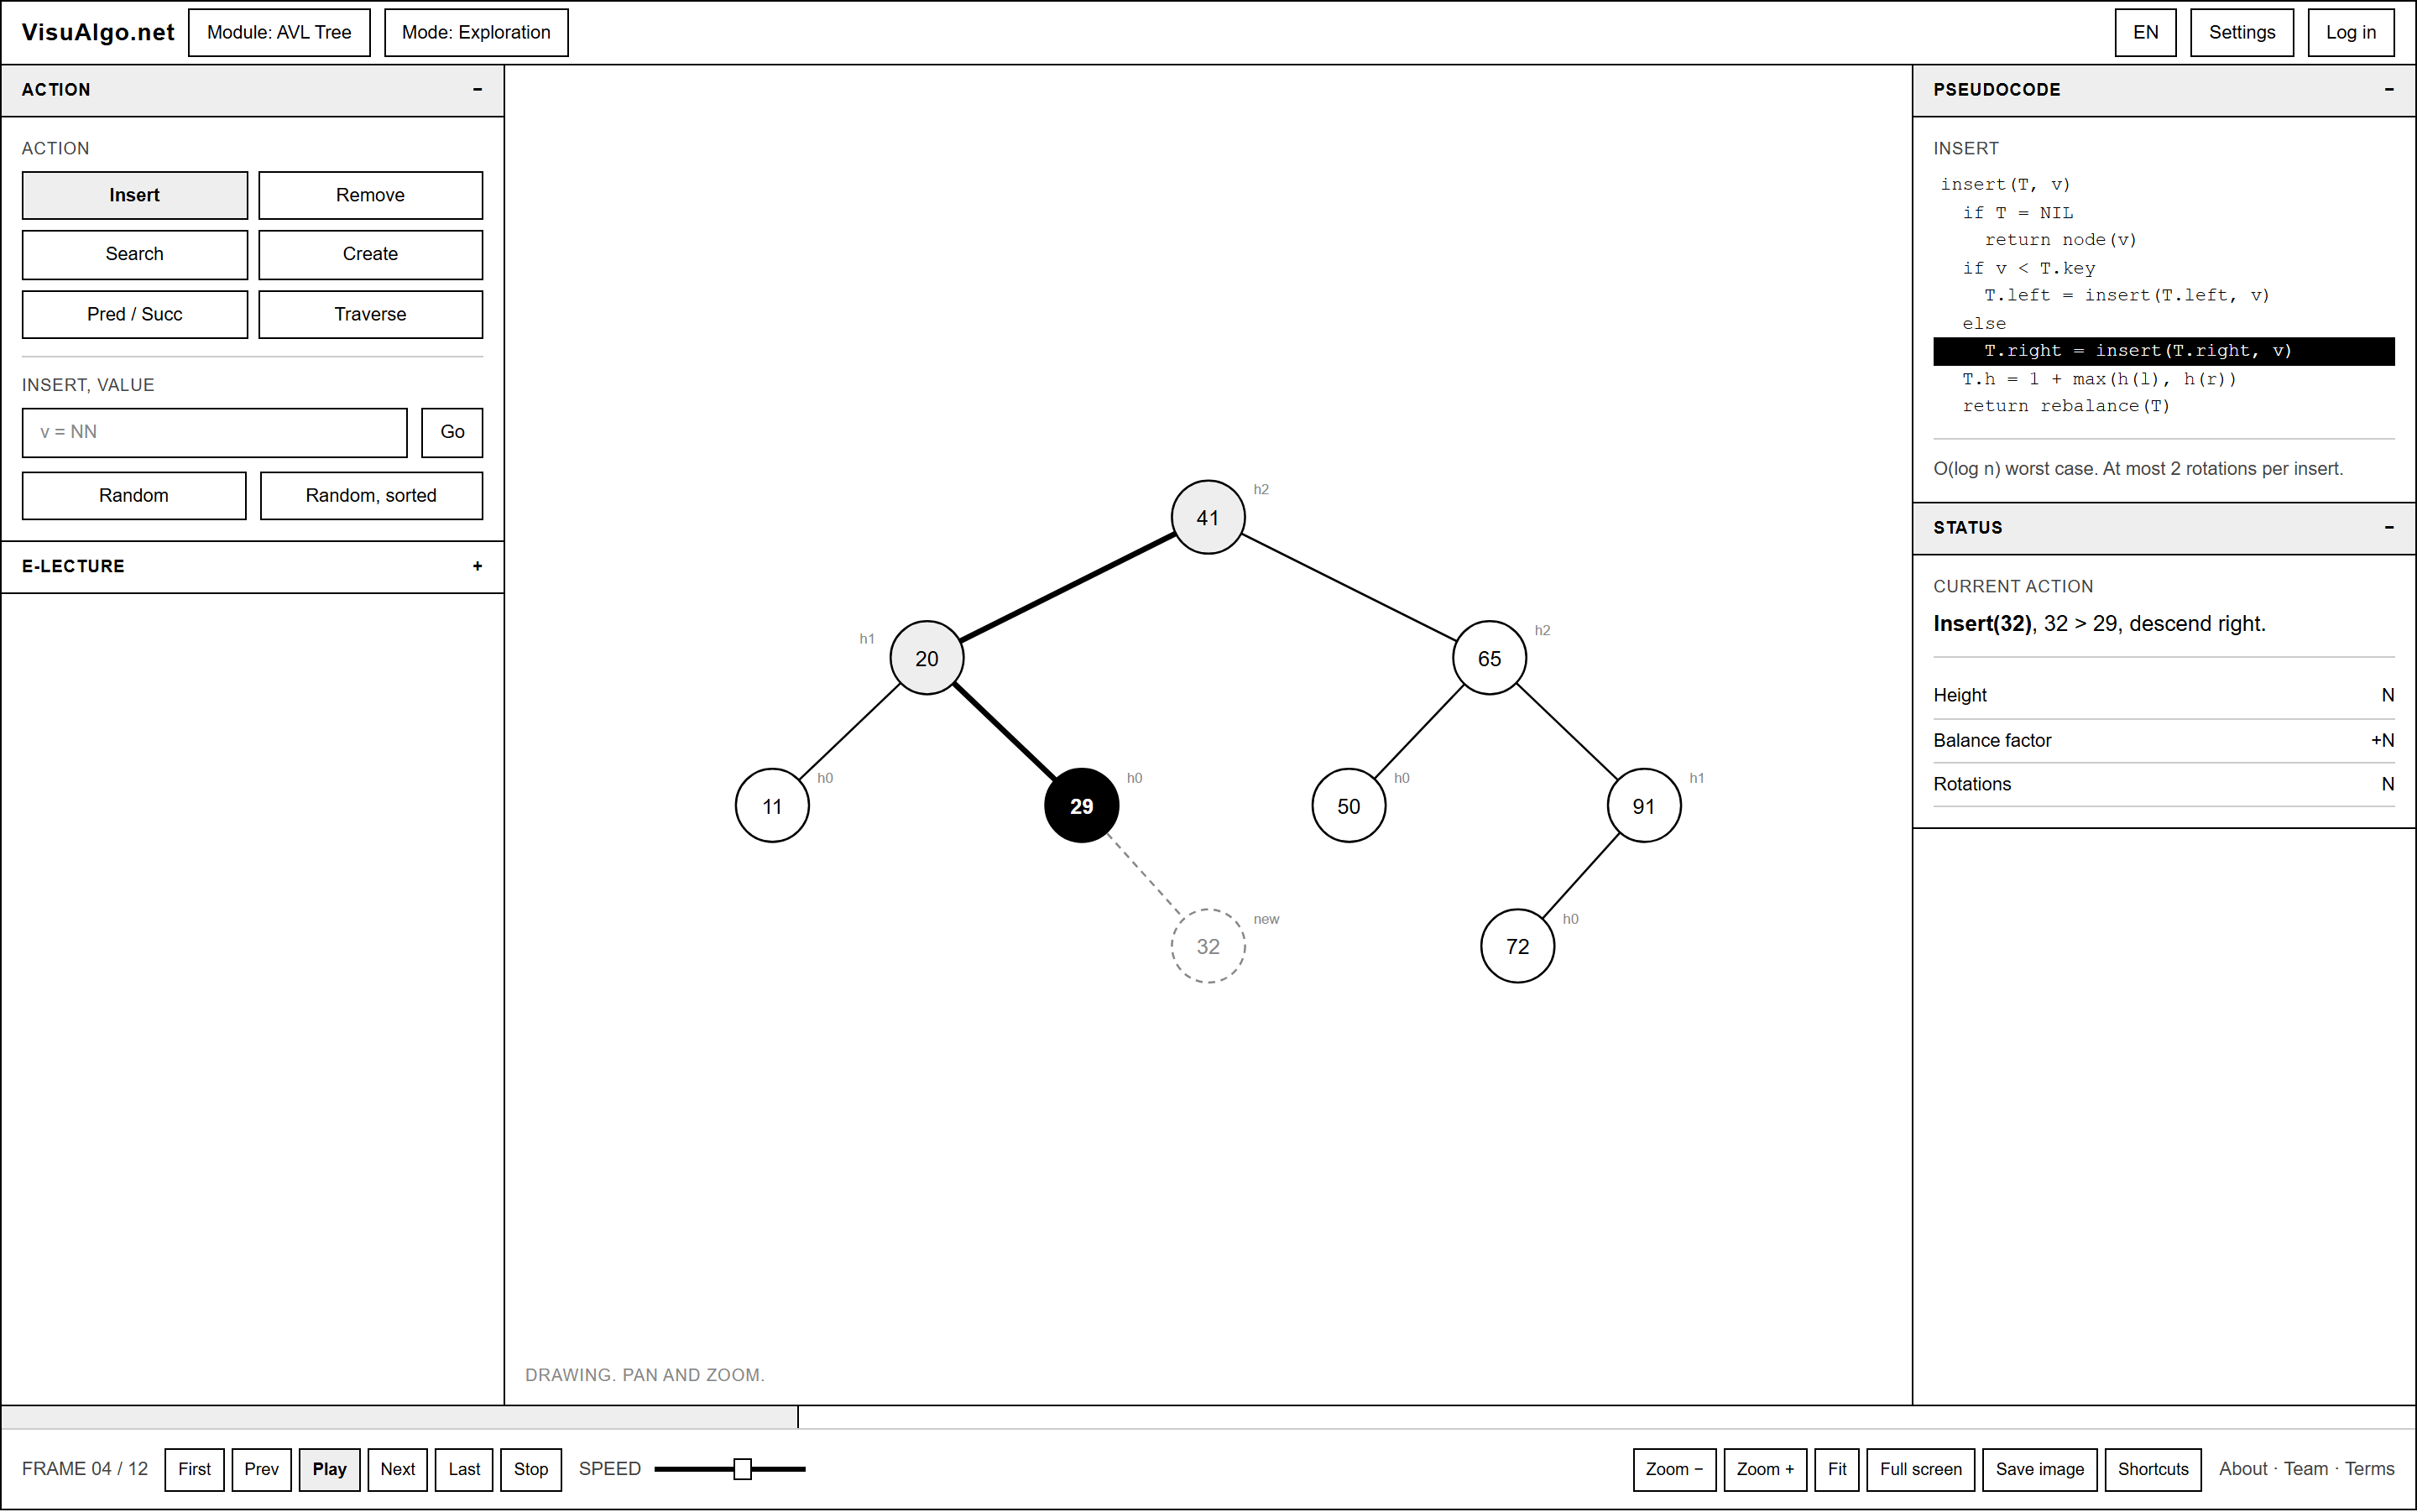 VisuAlgo.net
Module: AVL Tree
Mode: Exploration
EN
Settings
Log in
ACTION −
ACTION
Insert
Remove
Search
Create
Pred / Succ
Traverse
INSERT, VALUE
v = NN
Go
Random
Random, sorted
E-LECTURE +
41
h2
h1
20
65
h2
11
h0
29
h0
50
h0
91
h1
32
new
72
h0
DRAWING. PAN AND ZOOM.
PSEUDOCODE −
INSERT
insert(T, v)
if T = NIL
return node(v)
if v < T.key
T.left = insert(T.left, v)
else
T.right = insert(T.right, v)
T.h = 1 + max(h(l), h(r))
return rebalance(T)
O(log n) worst case. At most 2 rotations per insert.
STATUS −
CURRENT ACTION
Insert(32), 32 > 29, descend right.
Height N
Balance factor +N
Rotations N
FRAME 04 / 12
First
Prev
Play
Next
Last
Stop
SPEED
Zoom −
Zoom +
Fit
Full screen
Save image
Shortcuts
About · Team · Terms